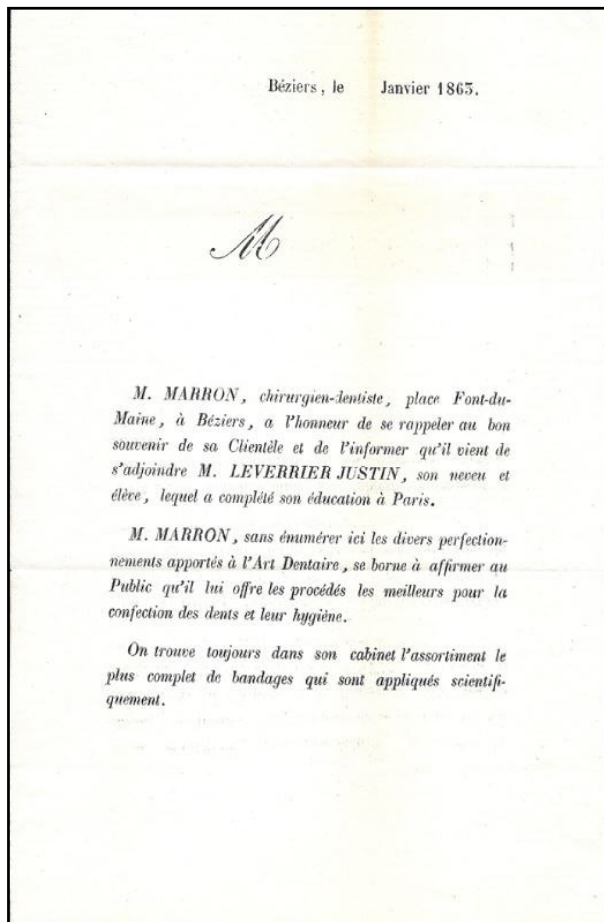 Béziers, le Janvier 1863.
M
M. MARRON, chirurgien-dentiste, place Font-du-
Maine, à Béziers, a l'honneur de se rappeler au bon
souvenir de sa Clientèle et de l'informer qu'il vient de
s'adjoindre M. LEVERRIER JUSTIN, son neveu et
élève, lequel a complété son éducation à Paris.
M. MARRON, sans énumérer ici les divers perfection-
nements apportés à l'Art Dentaire, se borne à affirmer au
Public qu'il lui offre les procédés les meilleurs pour la
confection des dents et leur hygiène.
On trouve toujours dans son cabinet l'assortiment le
plus complet de bandages qui sont appliqués scientifi-
quement.